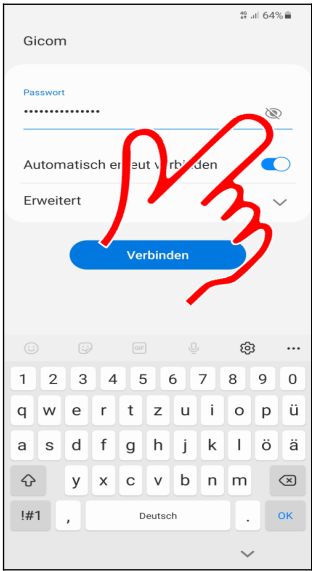 64%
Gicom
Passwort
•••••••••••••••
Automatisch erneut verbinden
Erweitert
Verbinden
GIF
1 2 3 4 5 6 7 8 9 0
q w e r t z u i o p ü
a s d f g h j k l ö ä
y x c v b n m
!#1 , Deutsch . OK